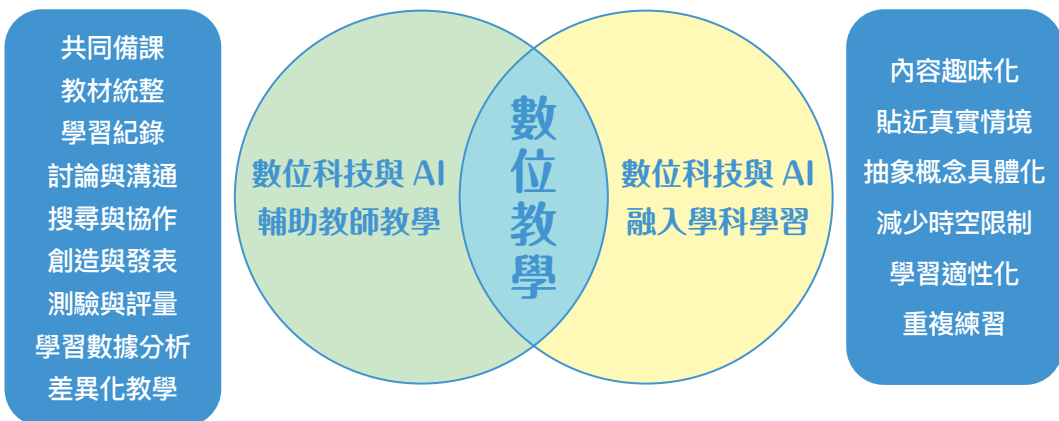 共同備課
教材統整
學習紀錄
討論與溝通
搜尋與協作
創造與發表
測驗與評量
學習數據分析
差異化教學
數位科技與 AI
輔助教師教學
數位教學
數位科技與 AI
融入學科學習
內容趣味化
貼近真實情境
抽象概念具體化
減少時空限制
學習適性化
重複練習